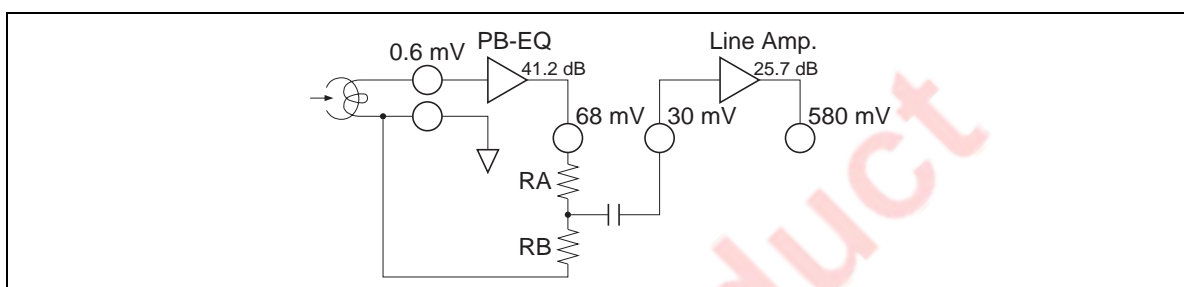 PB-EQ
Line Amp.
0.6 mV
41.2 dB
25.7 dB
68 mV
30 mV
580 mV
RA
RB
duct